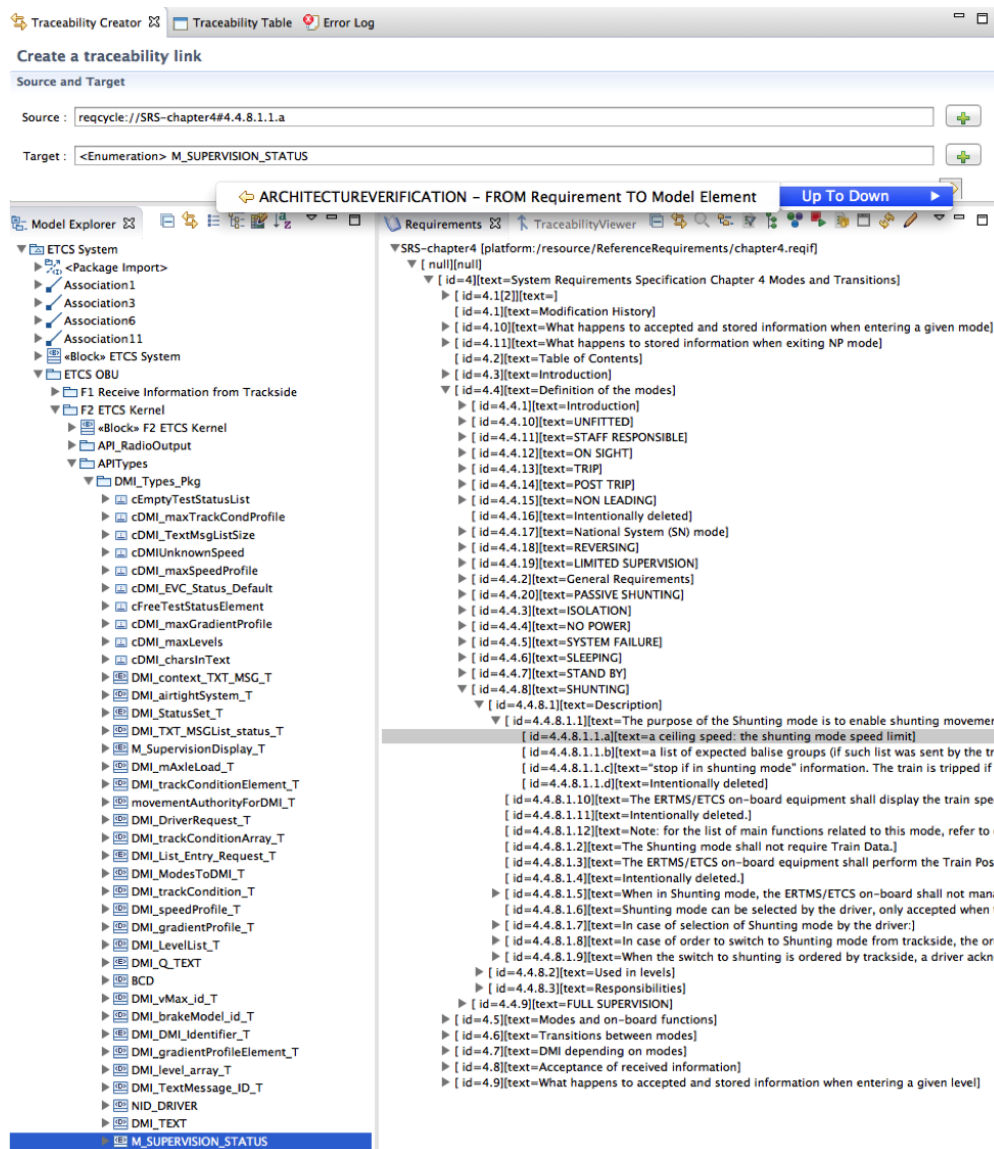 Traceability Creator
Traceability Table
Error Log
Create a traceability link
Source and Target
Source :
reqcycle://SRS-chapter4#4.4.8.1.1.a
Target :
<Enumeration> M_SUPERVISION_STATUS
ARCHITECTUREVERIFICATION - FROM Requirement TO Model Element
Up To Down
Model Explorer
ETCS System
<Package Import>
Association1
Association3
Association6
Association11
«Block» ETCS System
ETCS OBU
F1 Receive Information from Trackside
F2 ETCS Kernel
«Block» F2 ETCS Kernel
API_RadioOutput
APITypes
DMI_Types_Pkg
cEmptyTestStatusList
cDMI_maxTrackCondProfile
cDMI_TextMsgListSize
cDMIUnknownSpeed
cDMI_maxSpeedProfile
cDMI_EVC_Status_Default
cFreeTestStatusElement
cDMI_maxGradientProfile
cDMI_maxLevels
cDMI_charsInText
DMI_context_TXT_MSG_T
DMI_airtightSystem_T
DMI_StatusSet_T
DMI_TXT_MSGList_status_T
M_SupervisionDisplay_T
DMI_mAxleLoad_T
DMI_trackConditionElement_T
movementAuthorityForDMI_T
DMI_DriverRequest_T
DMI_trackConditionArray_T
DMI_List_Entry_Request_T
DMI_ModesToDMI_T
DMI_trackCondition_T
DMI_speedProfile_T
DMI_gradientProfile_T
DMI_LevelList_T
DMI_Q_TEXT
BCD
DMI_vMax_id_T
DMI_brakeModel_id_T
DMI_DMI_Identifier_T
DMI_gradientProfileElement_T
DMI_level_array_T
DMI_TextMessage_ID_T
NID_DRIVER
DMI_TEXT
M_SUPERVISION_STATUS
Requirements
TraceabilityViewer
SRS-chapter4 [platform:/resource/ReferenceRequirements/chapter4.reqif]
[ null][null]
[ id=4][text=System Requirements Specification Chapter 4 Modes and Transitions]
[ id=4.1[2]][text=]
[ id=4.1][text=Modification History]
[ id=4.10][text=What happens to accepted and stored information when entering a given mode]
[ id=4.11][text=What happens to stored information when exiting NP mode]
[ id=4.2][text=Table of Contents]
[ id=4.3][text=Introduction]
[ id=4.4][text=Definition of the modes]
[ id=4.4.1][text=Introduction]
[ id=4.4.10][text=UNFITTED]
[ id=4.4.11][text=STAFF RESPONSIBLE]
[ id=4.4.12][text=ON SIGHT]
[ id=4.4.13][text=TRIP]
[ id=4.4.14][text=POST TRIP]
[ id=4.4.15][text=NON LEADING]
[ id=4.4.16][text=Intentionally deleted]
[ id=4.4.17][text=National System (SN) mode]
[ id=4.4.18][text=REVERSING]
[ id=4.4.19][text=LIMITED SUPERVISION]
[ id=4.4.2][text=General Requirements]
[ id=4.4.20][text=PASSIVE SHUNTING]
[ id=4.4.3][text=ISOLATION]
[ id=4.4.4][text=NO POWER]
[ id=4.4.5][text=SYSTEM FAILURE]
[ id=4.4.6][text=SLEEPING]
[ id=4.4.7][text=STAND BY]
[ id=4.4.8][text=SHUNTING]
[ id=4.4.8.1][text=Description]
[ id=4.4.8.1.1][text=The purpose of the Shunting mode is to enable shunting movemer
[ id=4.4.8.1.1.a][text=a ceiling speed: the shunting mode speed limit]
[ id=4.4.8.1.1.b][text=a list of expected balise groups (if such list was sent by the tr
[ id=4.4.8.1.1.c][text="stop if in shunting mode" information. The train is tripped if
[ id=4.4.8.1.1.d][text=Intentionally deleted]
[ id=4.4.8.1.10][text=The ERTMS/ETCS on-board equipment shall display the train spe
[ id=4.4.8.1.11][text=Intentionally deleted.]
[ id=4.4.8.1.12][text=Note: for the list of main functions related to this mode, refer to
[ id=4.4.8.1.2][text=The Shunting mode shall not require Train Data.]
[ id=4.4.8.1.3][text=The ERTMS/ETCS on-board equipment shall perform the Train Pos
[ id=4.4.8.1.4][text=Intentionally deleted.]
[ id=4.4.8.1.5][text=When in Shunting mode, the ERTMS/ETCS on-board shall not mana
[ id=4.4.8.1.6][text=Shunting mode can be selected by the driver, only accepted when
[ id=4.4.8.1.7][text=In case of selection of Shunting mode by the driver:]
[ id=4.4.8.1.8][text=In case of order to switch to Shunting mode from trackside, the or
[ id=4.4.8.1.9][text=When the switch to shunting is ordered by trackside, a driver ackn
[ id=4.4.8.2][text=Used in levels]
[ id=4.4.8.3][text=Responsibilities]
[ id=4.4.9][text=FULL SUPERVISION]
[ id=4.5][text=Modes and on-board functions]
[ id=4.6][text=Transitions between modes]
[ id=4.7][text=DMI depending on modes]
[ id=4.8][text=Acceptance of received information]
[ id=4.9][text=What happens to accepted and stored information when entering a given level]